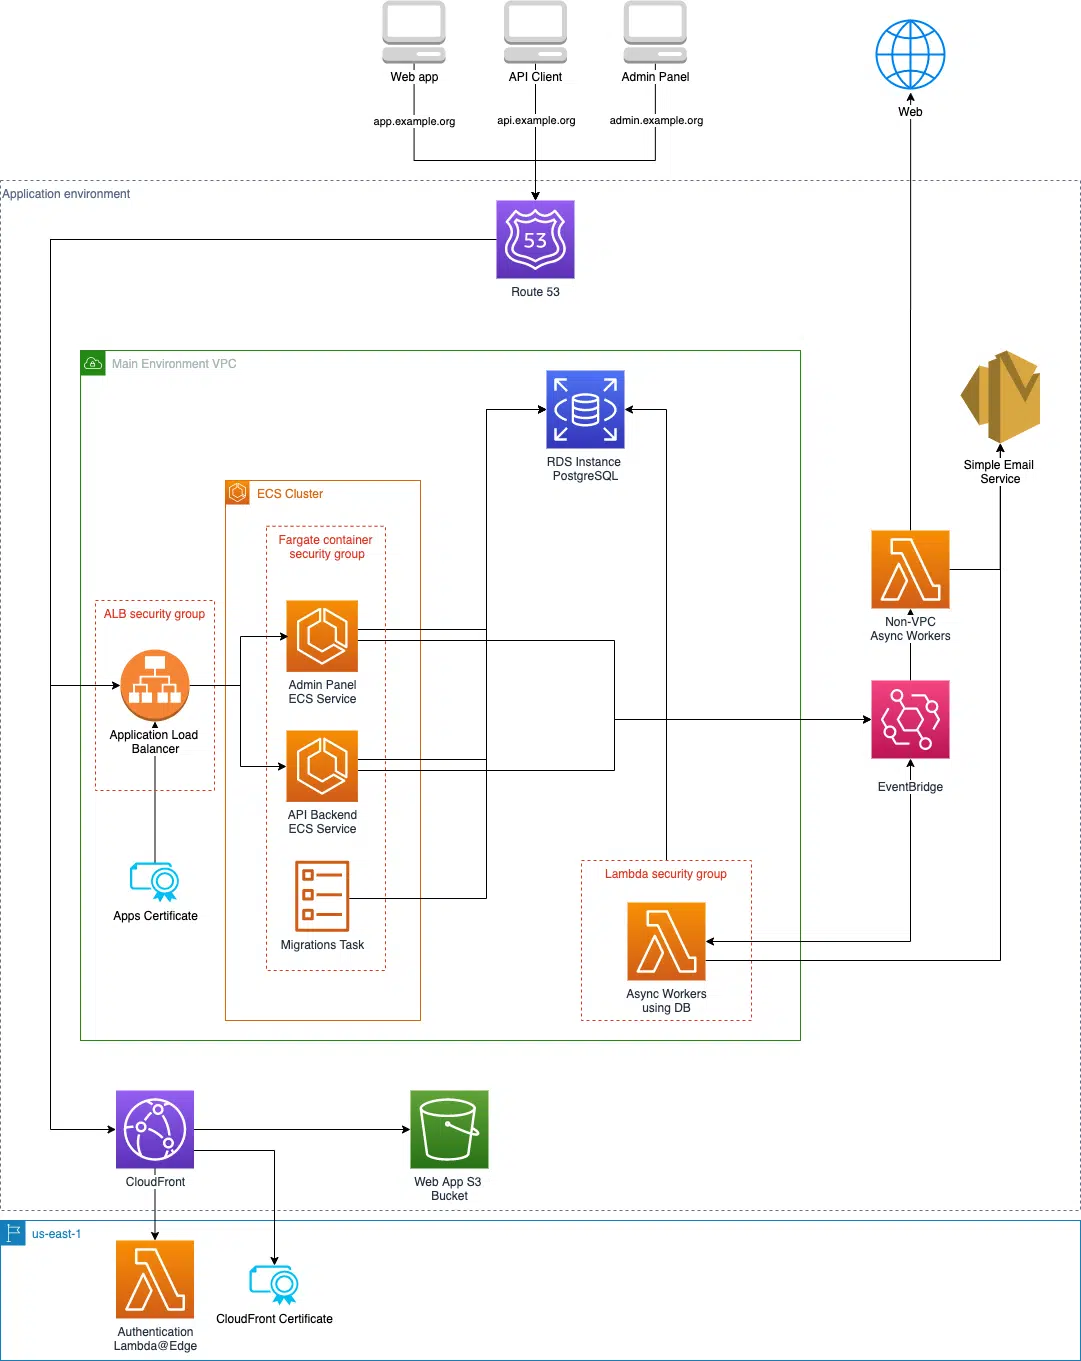 Web app
API Client
Admin Panel
Web
app.example.org
api.example.org
admin.example.org
Application environment
53
Route 53
Main Environment VPC
RDS Instance
PostgreSQL
Simple Email
Service
ECS Cluster
Fargate container
security group
ALB security group
Admin Panel
ECS Service
Application Load
Balancer
API Backend
ECS Service
Non-VPC
Async Workers
EventBridge
Apps Certificate
Migrations Task
Lambda security group
Async Workers
using DB
CloudFront
Web App S3
Bucket
us-east-1
Authentication
Lambda@Edge
CloudFront Certificate